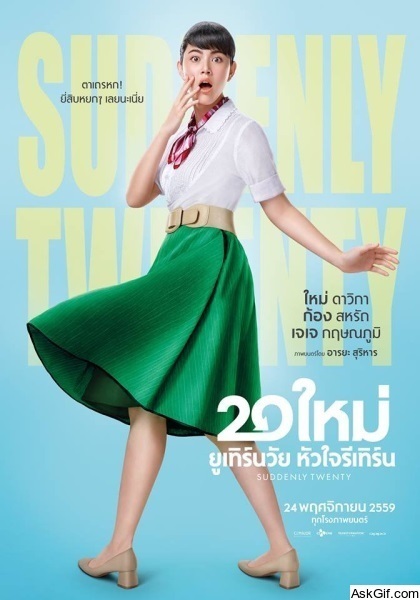 SUDDENLY
TWENTY
ตาเถรหก!
ยี่สิบหยกๆ เลยนะเนี่ย
ใหม่ ดาวิกา
ก้อง สหรัถ
เจเจ กฤษณภูมิ
ภาพยนตร์โดย อารยะ สุริหาร
20ใหม่
ยูเทิร์นวัย หัวใจรีเทิร์น
SUDDENLY TWENTY
24 พฤศจิกายน 2559
ทุกโรงภาพยนตร์
AskGif.com